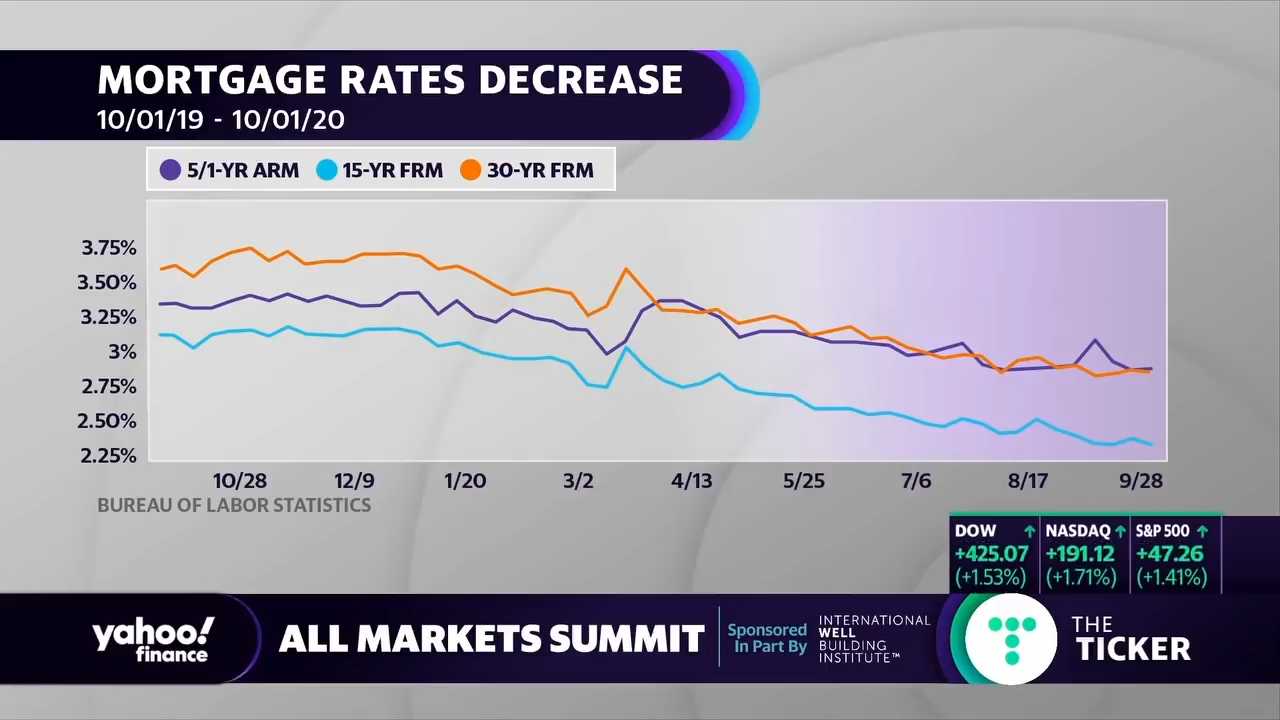 MORTGAGE RATES DECREASE
10/01/19 - 10/01/20
5/1-YR ARM 15-YR FRM 30-YR FRM
3.75%
3.50%
3.25%
3%
2.75%
2.50%
2.25%
10/28 12/9 1/20 3/2 4/13 5/25 7/6 8/17 9/28
BUREAU OF LABOR STATISTICS
DOW NASDAQ S&P 500
+425.07 +191.12 +47.26
(+1.53%) (+1.71%) (+1.41%)
yahoo!
finance
ALL MARKETS SUMMIT
Sponsored
In Part By
INTERNATIONAL
WELL
BUILDING
INSTITUTE™
THE
TICKER